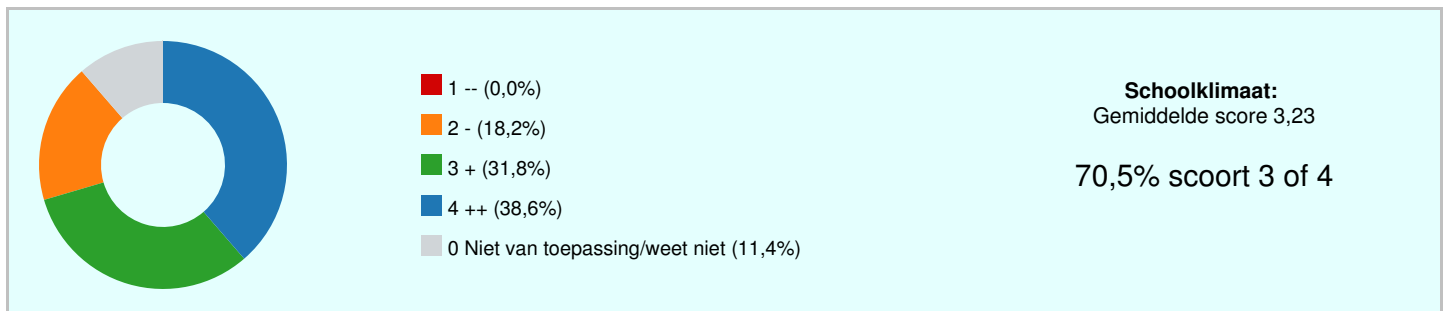 1 -- (0,0%)
2 - (18,2%)
3 + (31,8%)
4 ++ (38,6%)
0 Niet van toepassing/weet niet (11,4%)
Schoolklimaat:
Gemiddelde score 3,23
70,5% scoort 3 of 4